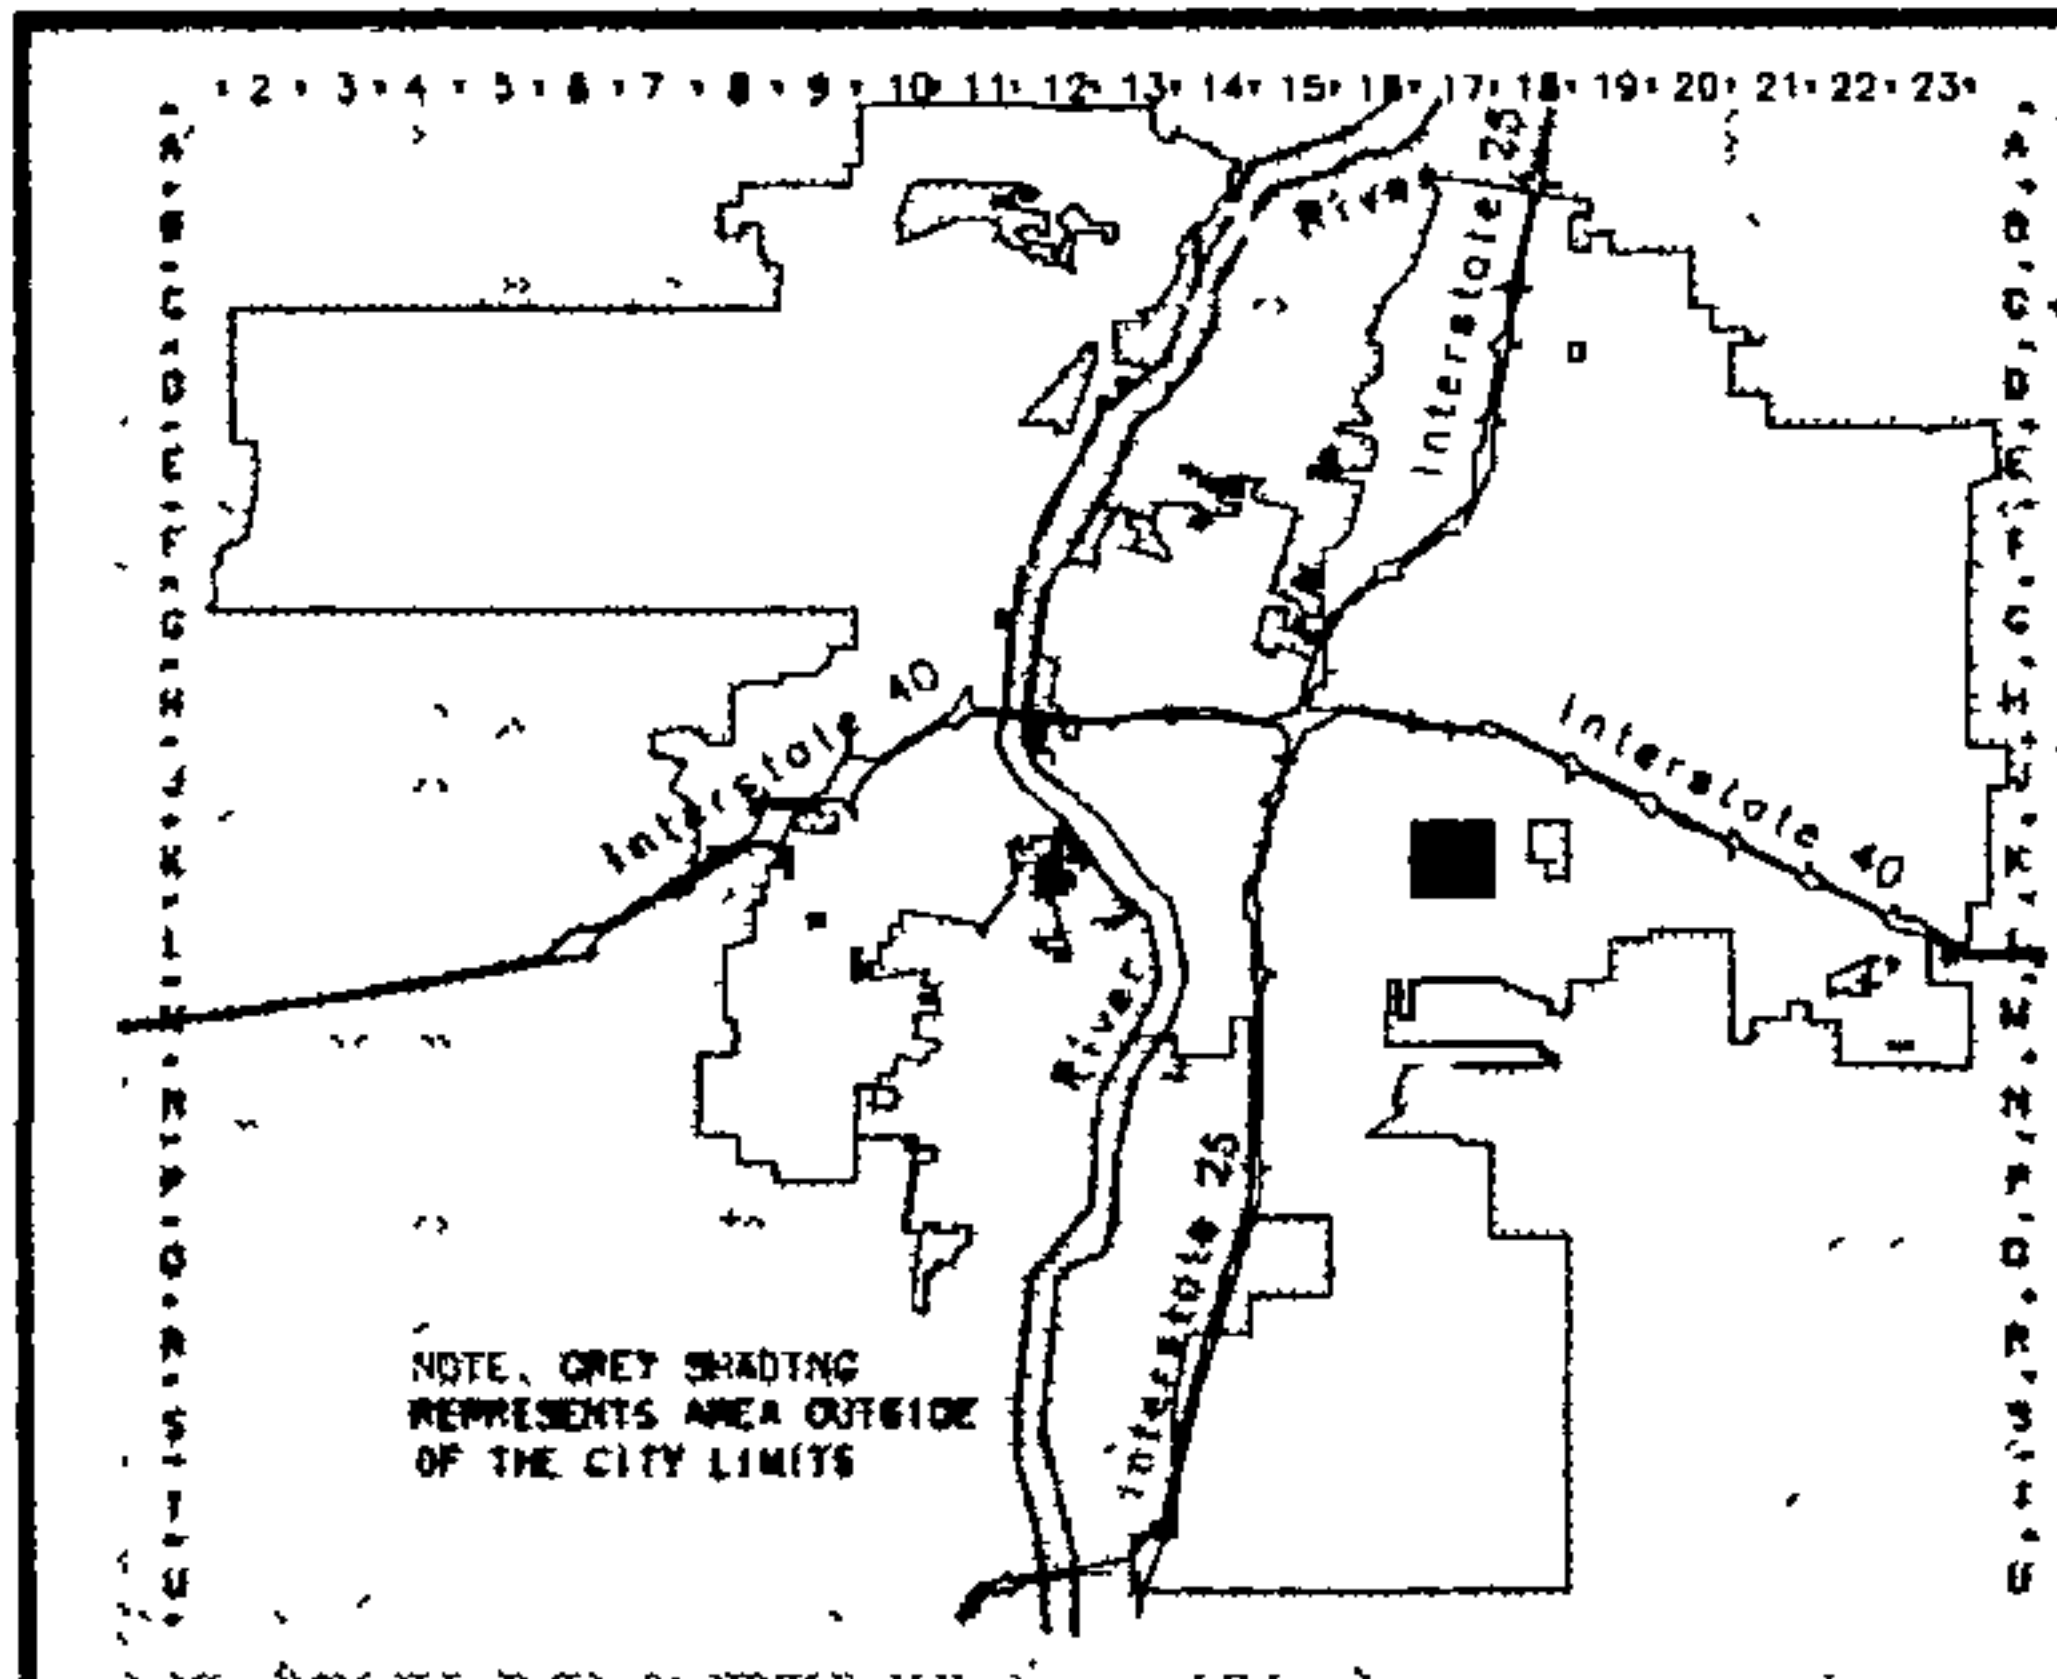 2 3 4 5 6 7 8 9 10 11 12 13 14 15 16 17 18 19 20 21 22 23
A A
B B
C C
D D
E E
F F
G G
H H
J J
K K
L L
M M
N N
P P
Q Q
R R
S S
T T
U U
River
Interstate 25
Interstate 40
Interstate 40
River
Interstate 25
NOTE. GREY SHADING
REPRESENTS AREA OUTSIDE
OF THE CITY LIMITS